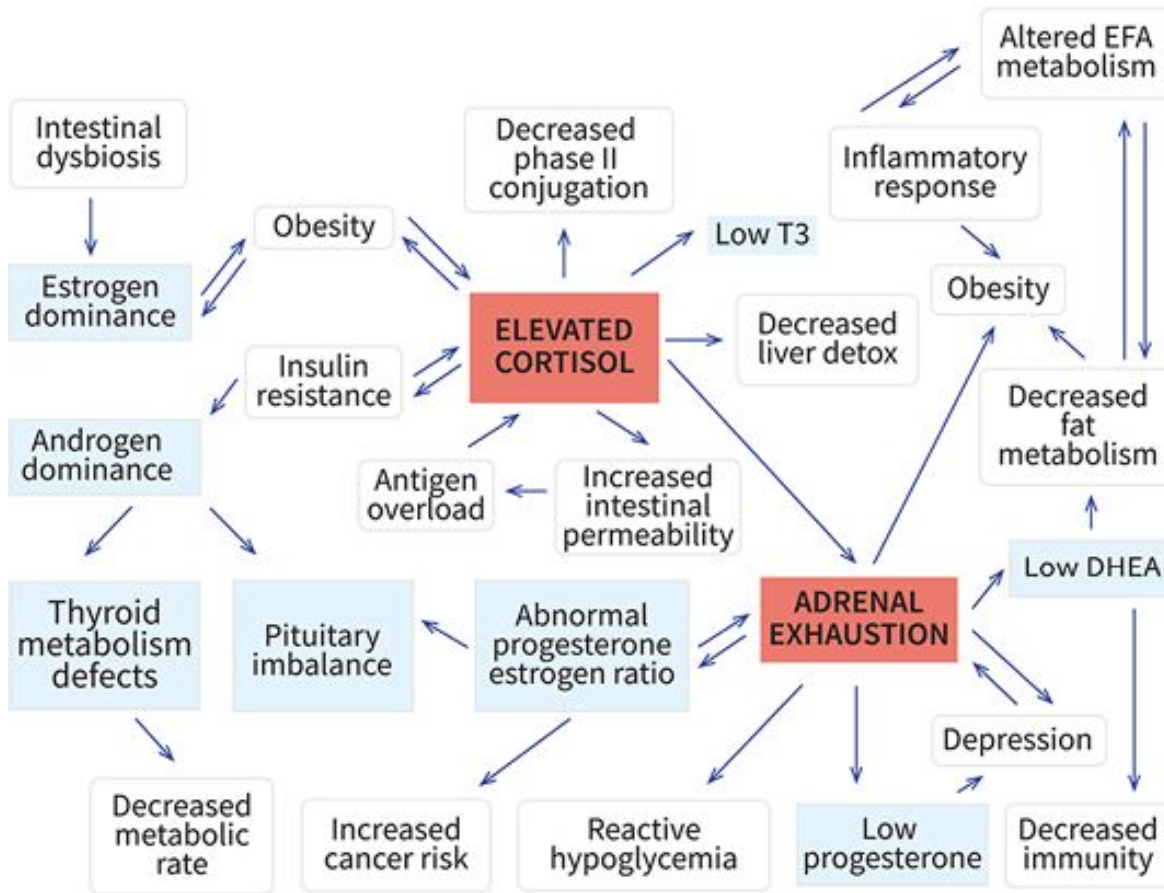 Altered EFA
metabolism
Intestinal
dysbiosis
Decreased
phase II
conjugation
Inflammatory
response
Obesity
Low T3
Estrogen
dominance
Obesity
ELEVATED
CORTISOL
Decreased
liver detox
Insulin
resistance
Decreased
fat
metabolism
Androgen
dominance
Antigen
overload
Increased
intestinal
permeability
Low DHEA
Thyroid
metabolism
defects
Pituitary
imbalance
Abnormal
progesterone
estrogen ratio
ADRENAL
EXHAUSTION
Depression
Decreased
metabolic
rate
Increased
cancer risk
Reactive
hypoglycemia
Low
progesterone
Decreased
immunity